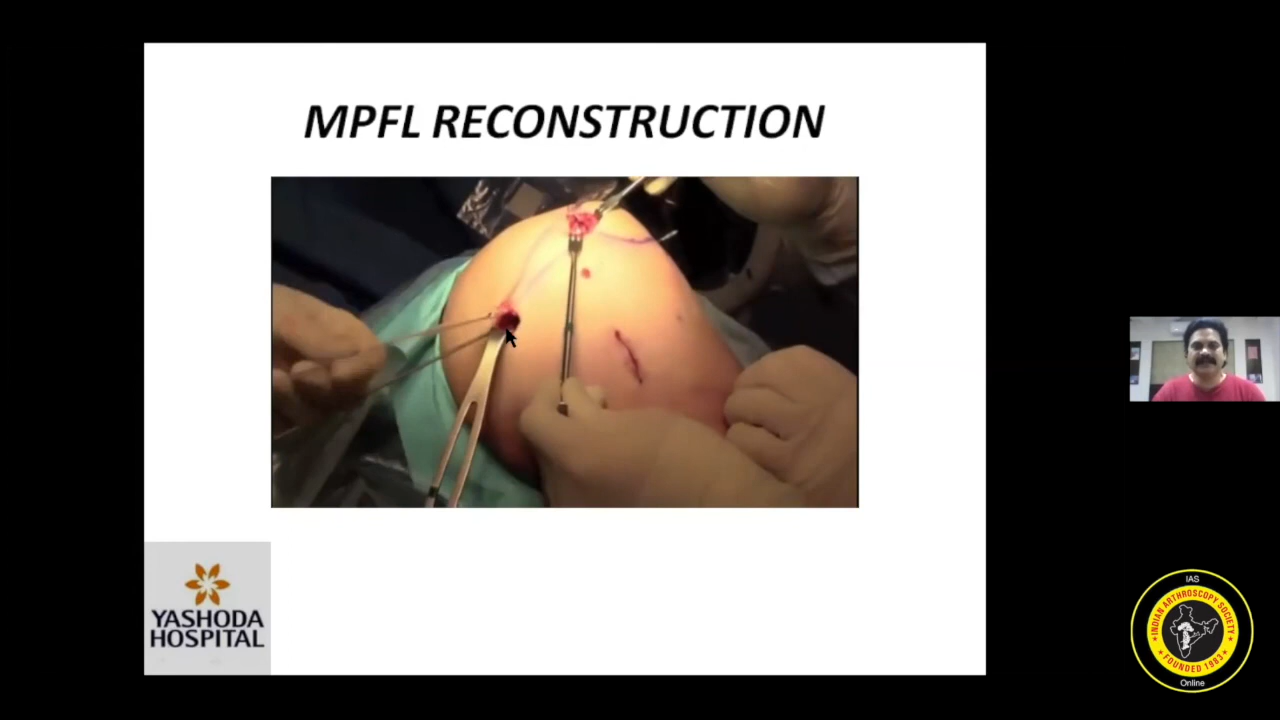 MPFL RECONSTRUCTION
YASHODA
HOSPITAL
IAS
INDIAN ARTHROSCOPY SOCIETY
FOUNDED 1983
Online